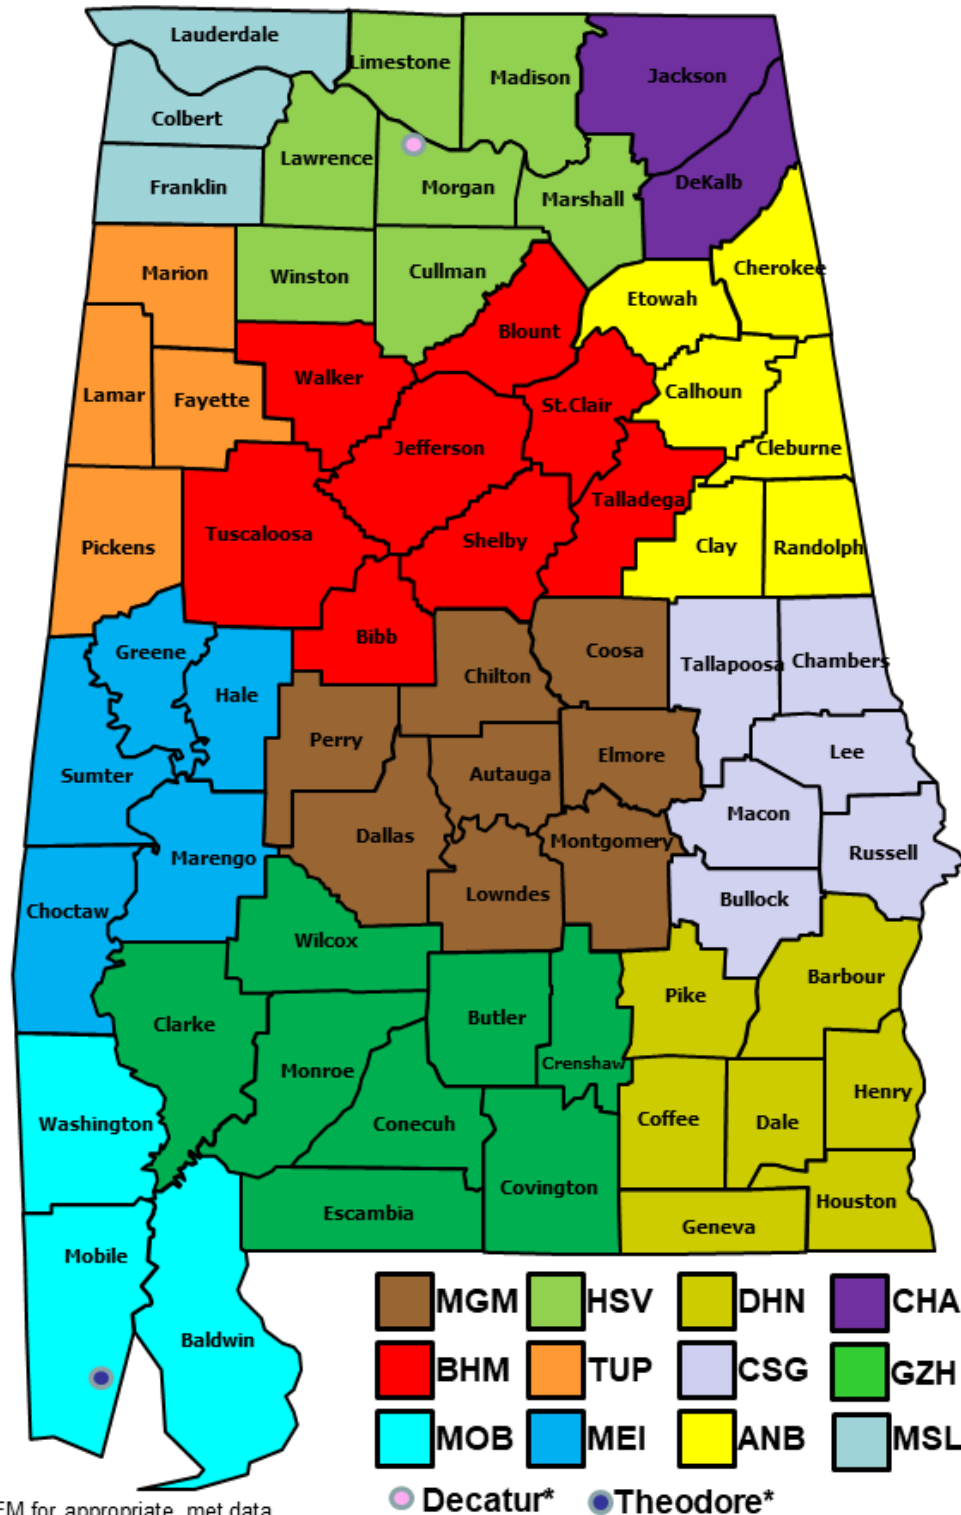 Lauderdale
Limestone
Madison
Jackson
Colbert
Lawrence
Franklin
Morgan
Marshall
DeKalb
Marion
Winston
Cullman
Cherokee
Etowah
Blount
Walker
Lamar
Fayette
St.Clair
Calhoun
Jefferson
Cleburne
Talladega
Pickens
Tuscaloosa
Shelby
Clay
Randolph
Bibb
Greene
Coosa
Tallapoosa
Chambers
Chilton
Hale
Perry
Elmore
Lee
Sumter
Autauga
Macon
Dallas
Montgomery
Marengo
Russell
Lowndes
Bullock
Choctaw
Wilcox
Barbour
Pike
Clarke
Butler
Crenshaw
Monroe
Henry
Washington
Conecuh
Coffee
Dale
Covington
Houston
Escambia
Geneva
Mobile
Baldwin
MGM HSV DHN CHA
BHM TUP CSG GZH
MOB MEI ANB MSL
Decatur* Theodore*
for appropriate met data